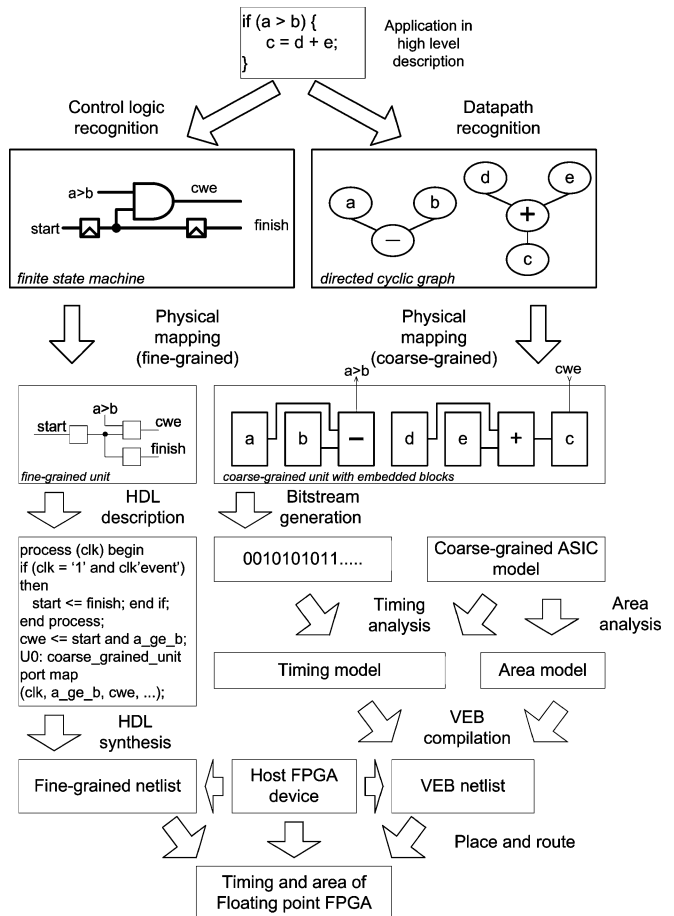 if (a > b) {
c = d + e;
}
Application in
high level
description
Control logic
recognition
Datapath
recognition
a>b
cwe
start
finish
finite state machine
a
b
−
d
e
+
c
directed cyclic graph
Physical
mapping
(fine-grained)
Physical
mapping
(coarse-grained)
a>b
cwe
a>b
start
cwe
finish
fine-grained unit
a
b
−
d
e
+
c
coarse-grained unit with embedded blocks
HDL
description
Bitstream
generation
process (clk) begin
if (clk = ‘1’ and clk’event')
then
start <= finish; end if;
end process;
cwe <= start and a_ge_b;
U0: coarse_grained_unit
port map
(clk, a_ge_b, cwe, ...);
0010101011.....
Coarse-grained ASIC
model
Timing
analysis
Area
analysis
Timing model
Area model
HDL
synthesis
VEB
compilation
Fine-grained netlist
Host FPGA
device
VEB netlist
Place and route
Timing and area of
Floating point FPGA